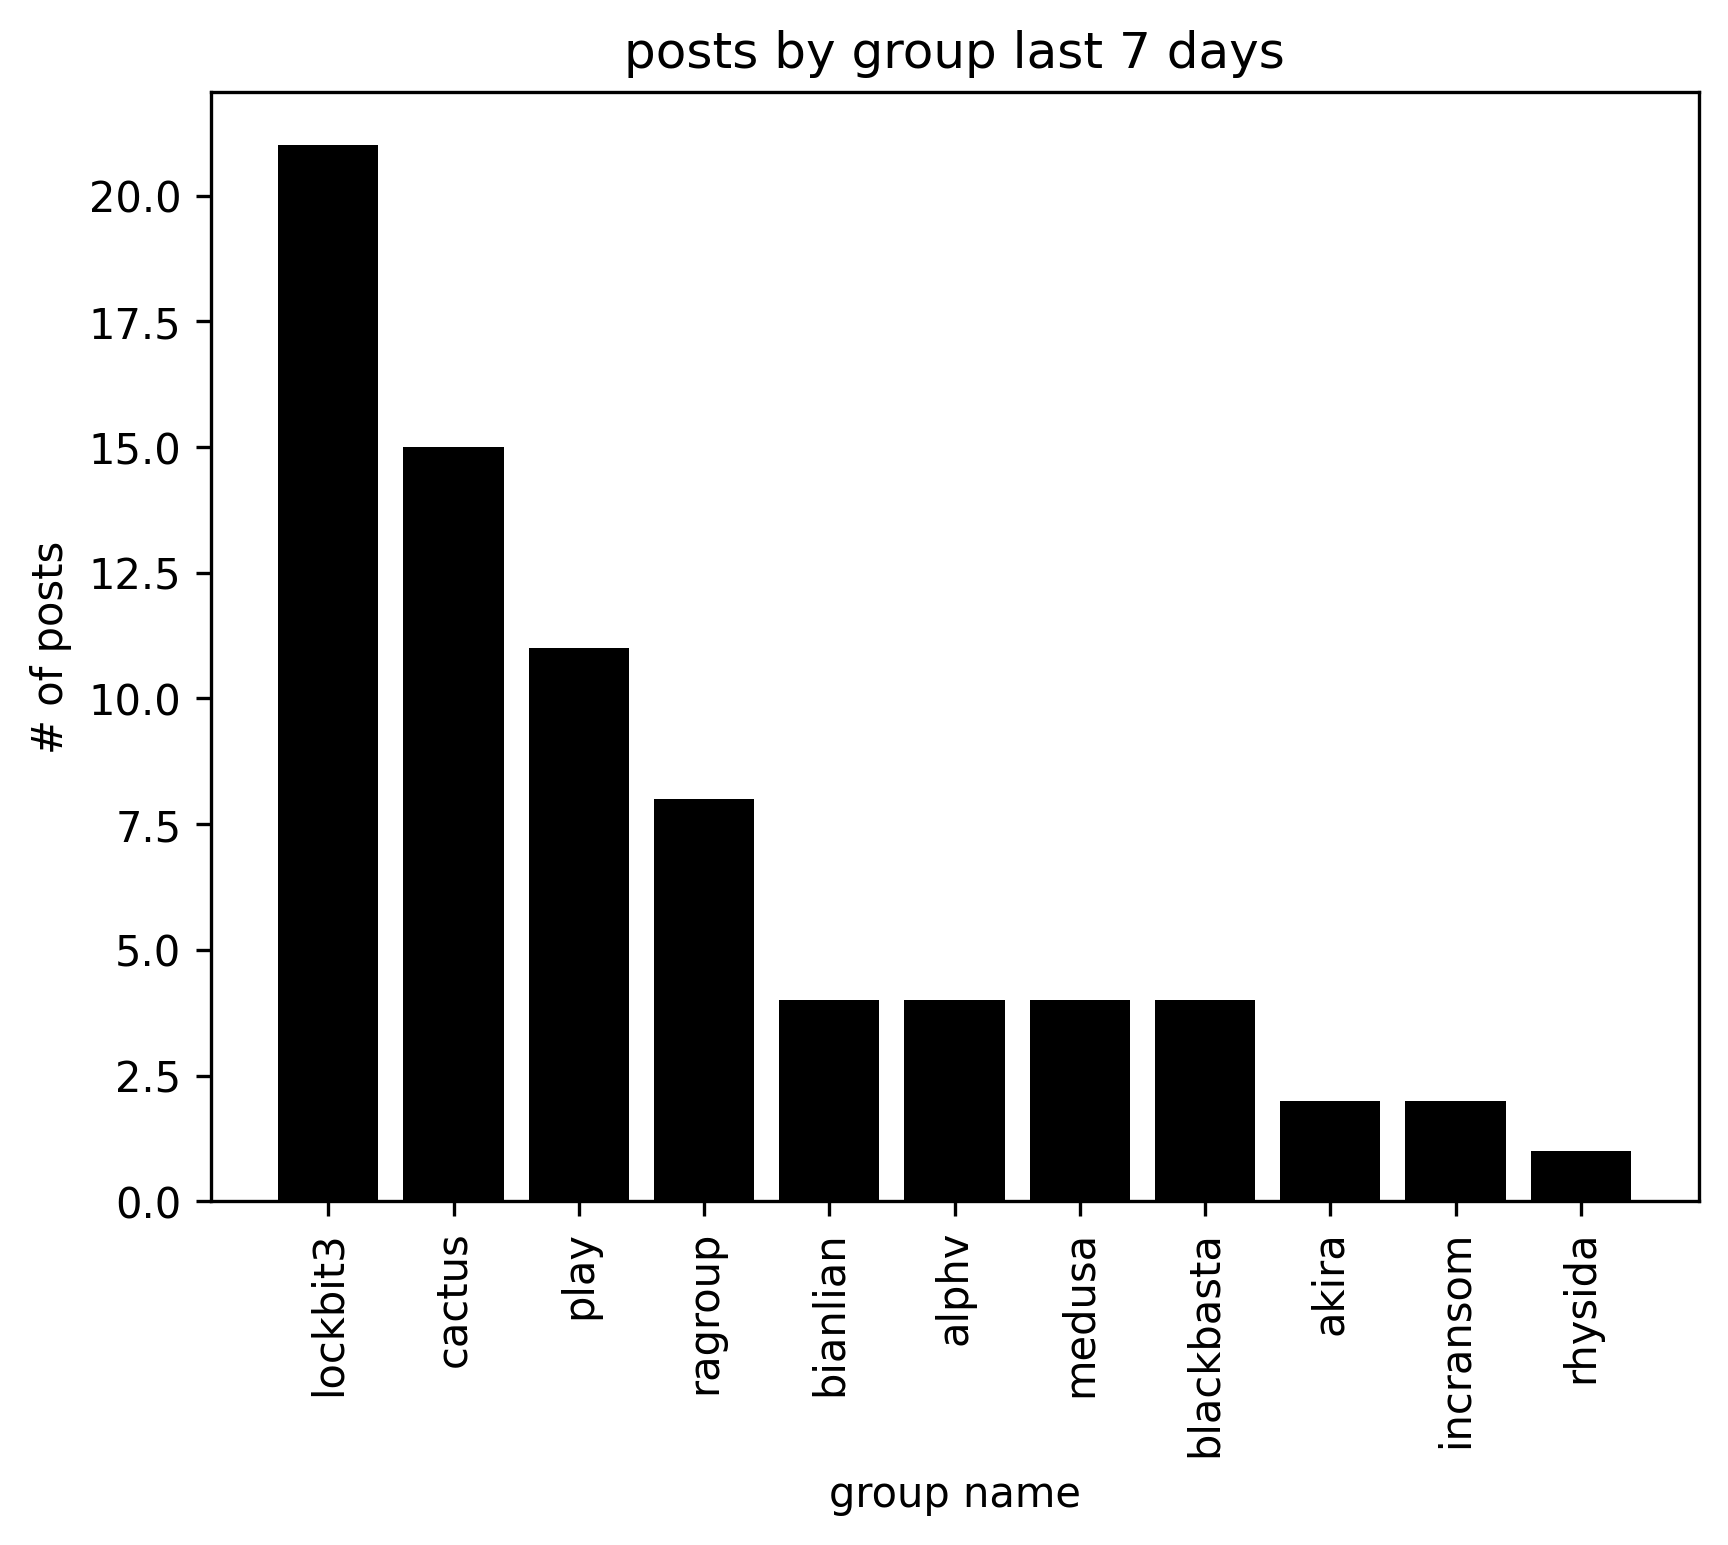 posts by group last 7 days
# of posts
20.0
17.5
15.0
12.5
10.0
7.5
5.0
2.5
0.0
lockbit3
cactus
play
ragroup
bianlian
alphv
medusa
blackbasta
akira
incransom
rhysida
group name